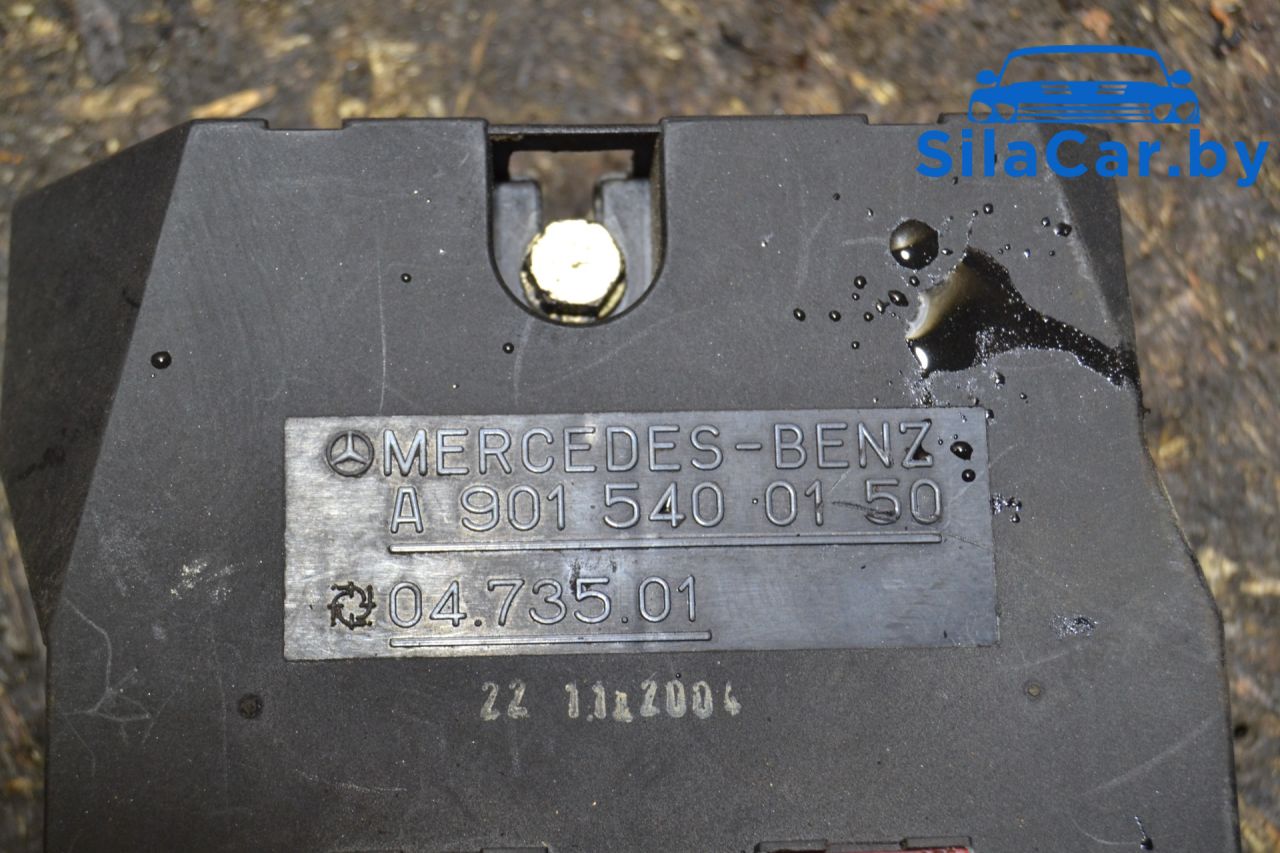 SilaCar.by
MERCEDES-BENZ
A 901 540 01 50
04.735.01
22 11.2004